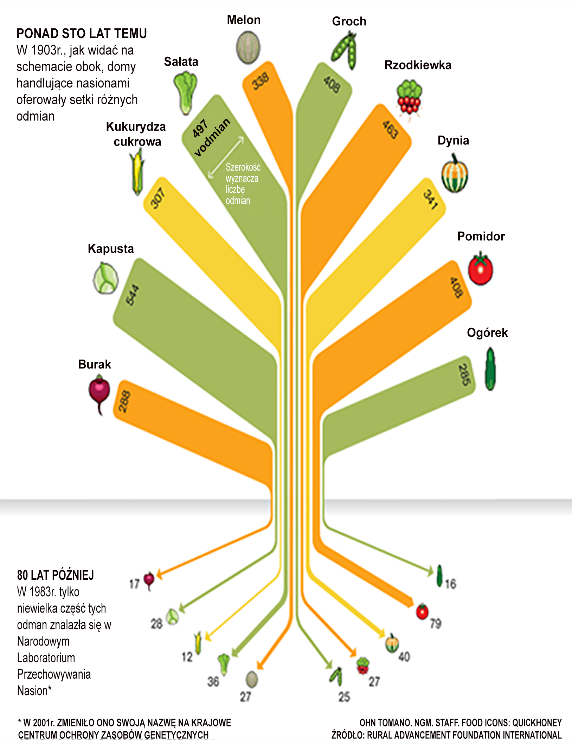 PONAD STO LAT TEMU
W 1903r., jak widać na
schemacie obok, domy
handlujące nasionami
oferowały setki różnych
odmian
Melon
338
Groch
408
Sałata
497
vodmian
Szerokość
wyznacza
liczbe
odmian
Rzodkiewka
463
Kukurydza
cukrowa
307
Dynia
341
Kapusta
544
Pomidor
408
Ogórek
285
Burak
288
80 LAT PÓŹNIEJ
W 1983r. tylko
niewielka część tych
odman znalazła się w
Narodowym
Laboratorium
Przechowywania
Nasion*
17
28
12
36
27
25
27
40
79
16
* W 2001r. ZMIENIŁO ONO SWOJĄ NAZWĘ NA KRAJOWE
CENTRUM OCHRONY ZASOBÓW GENETYCZNYCH
OHN TOMANO. NGM. STAFF. FOOD ICONS: QUICKHONEY
ŹRÓDŁO: RURAL ADVANCEMENT FOUNDATION INTERNATIONAL